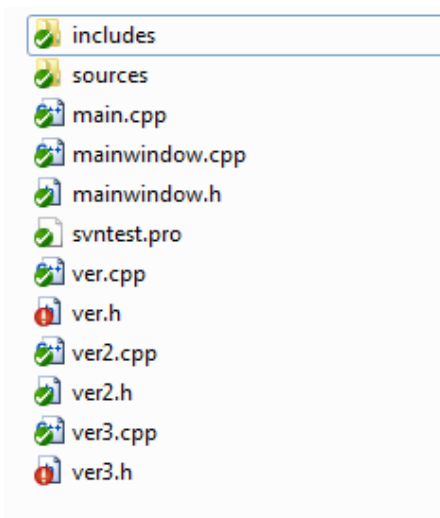 includes
sources
main.cpp
mainwindow.cpp
mainwindow.h
svntest.pro
ver.cpp
ver.h
ver2.cpp
ver2.h
ver3.cpp
ver3.h